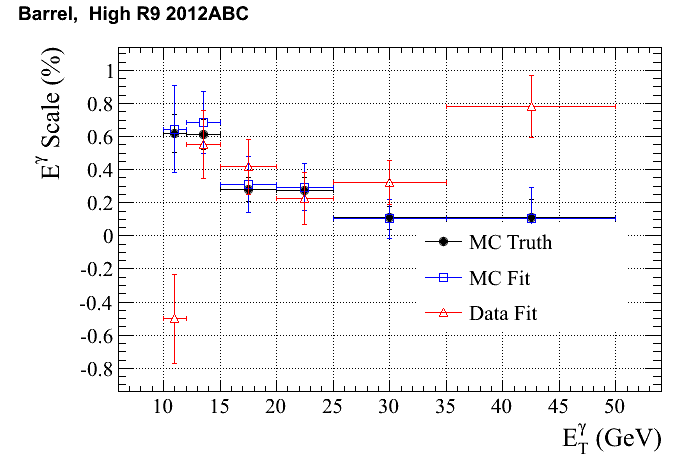 Barrel,  High R9 2012ABC
E^γ Scale (%)
1
0.8
0.6
0.4
0.2
0
-0.2
-0.4
-0.6
-0.8
MC Truth
MC Fit
Data Fit
10 15 20 25 30 35 40 45 50
E_T^γ (GeV)